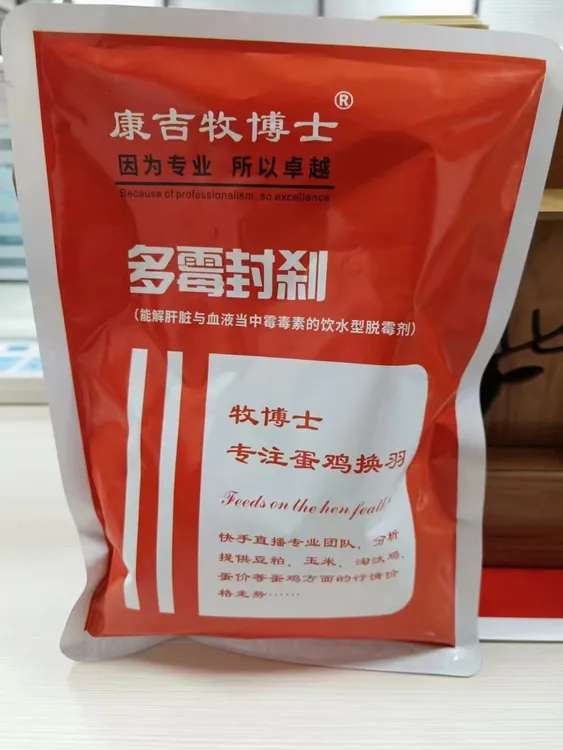 康吉牧博士®
因为专业 所以卓越
Because of professionalism, so excellence
多霉封刹
(能解肝脏与血液当中霉毒素的饮水型脱霉剂)
牧博士
专注蛋鸡换羽
Feeds on the hen
快手直播专业团队,分析
提供豆粕、玉米、淘汰鸡、
蛋价等蛋鸡方面的行情价
格走势……